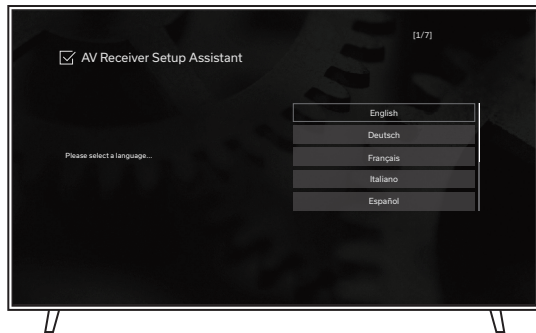 [1/7]
AV Receiver Setup Assistant
English
Deutsch
Please select a language...
Français
Italiano
Español